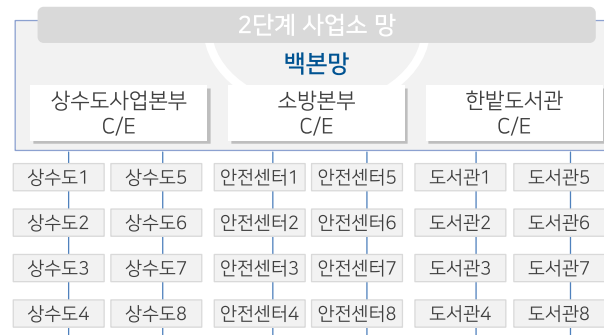 2단계 사업소 망
백본망
상수도사업본부
C/E
소방본부
C/E
한밭도서관
C/E
상수도1 상수도5 안전센터1 안전센터5 도서관1 도서관5
상수도2 상수도6 안전센터2 안전센터6 도서관2 도서관6
상수도3 상수도7 안전센터3 안전센터7 도서관3 도서관7
상수도4 상수도8 안전센터4 안전센터8 도서관4 도서관8